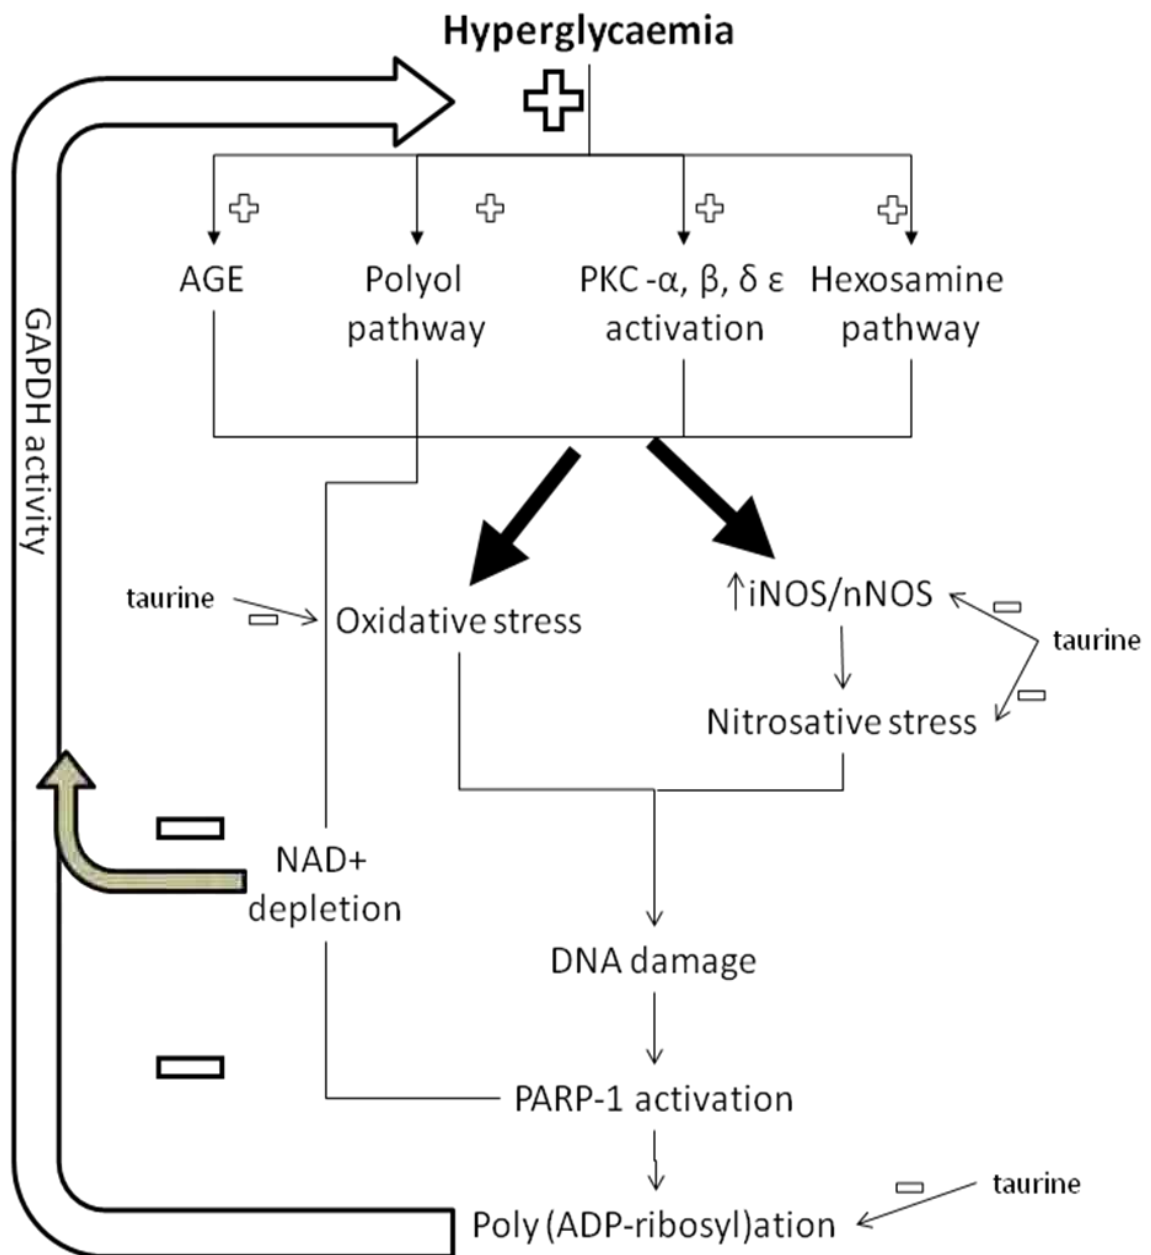 Hyperglycaemia
AGE
Polyol
pathway
PKC -α, β, δ ε
activation
Hexosamine
pathway
GAPDH activity
taurine
Oxidative stress
↑iNOS/nNOS
taurine
Nitrosative stress
NAD+
depletion
DNA damage
PARP-1 activation
taurine
Poly (ADP-ribosyl)ation